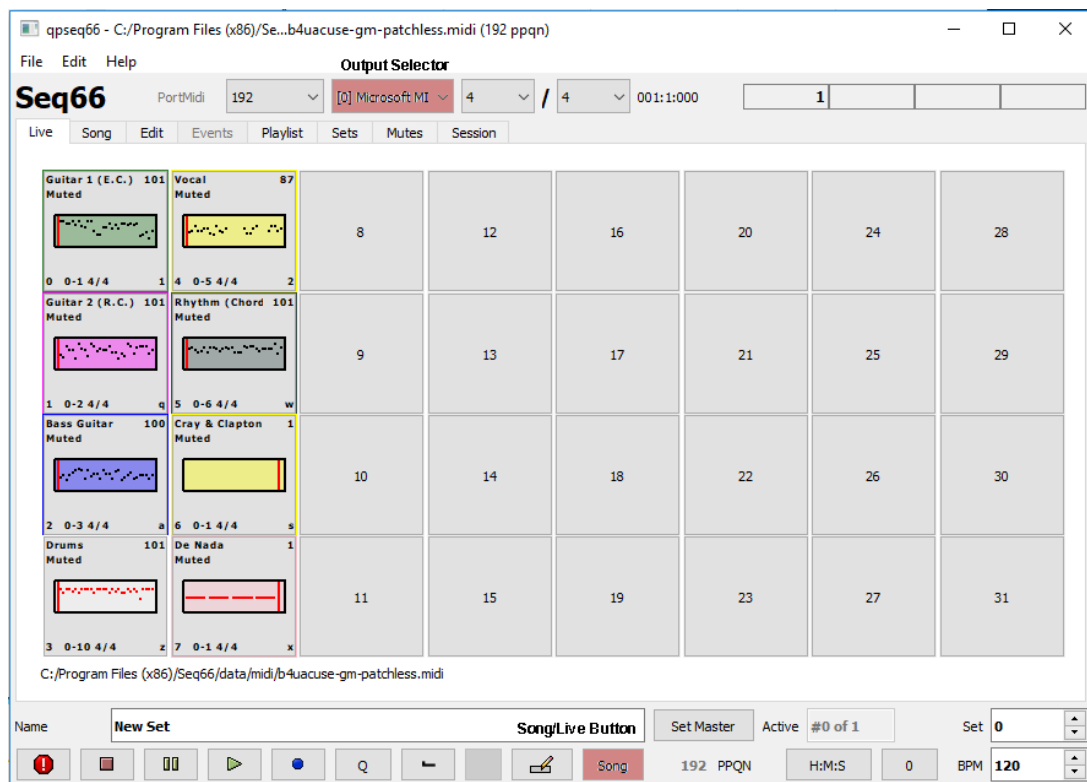 qpseq66 - C:/Program Files (x86)/Se...b4uacuse-gm-patchless.midi (192 ppqn)
File Edit Help
Output Selector
Seq66 PortMidi 192 [0] Microsoft MI 4 / 4 001:1:000 1
Live Song Edit Events Playlist Sets Mutes Session
Guitar 1 (E.C.) 101 Vocal 87
Muted Muted
8 12 16 20 24 28
0 0-1 4/4 1 4 0-5 4/4 2
Guitar 2 (R.C.) 101 Rhythm (Chord 101
Muted Muted
9 13 17 21 25 29
1 0-2 4/4 q 5 0-6 4/4 w
Bass Guitar 100 Cray & Clapton 1
Muted Muted
10 14 18 22 26 30
2 0-3 4/4 a 6 0-1 4/4 s
Drums 101 De Nada 1
Muted Muted
11 15 19 23 27 31
3 0-10 4/4 z 7 0-1 4/4 x
C:/Program Files (x86)/Seq66/data/midi/b4uacuse-gm-patchless.midi
Name New Set Song/Live Button Set Master Active #0 of 1 Set 0
Q Song 192 PPQN H:M:S 0 BPM 120